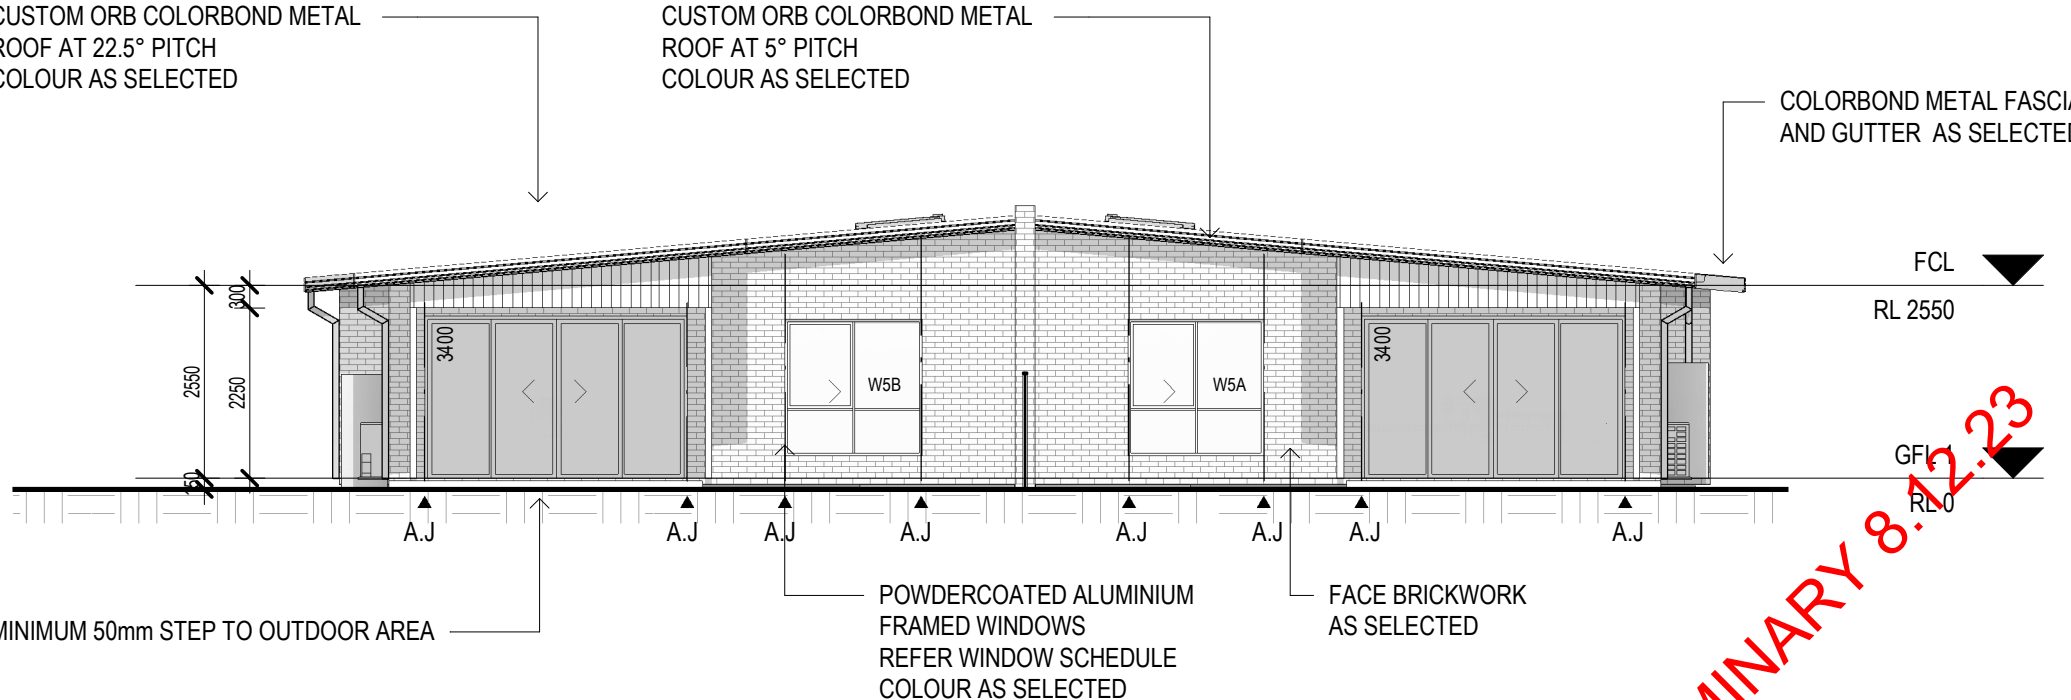 CUSTOM ORB COLORBOND METAL
ROOF AT 22.5° PITCH
COLOUR AS SELECTED
CUSTOM ORB COLORBOND METAL
ROOF AT 5° PITCH
COLOUR AS SELECTED
COLORBOND METAL FASCIA
AND GUTTER AS SELECTED
FCL
RL 2550
300
2550
2250
3400
W5B
W5A
3400
GFL 1
RL 0
A.J
A.J
A.J
A.J
A.J
A.J
A.J
A.J
MINIMUM 50mm STEP TO OUTDOOR AREA
POWDERCOATED ALUMINIUM
FRAMED WINDOWS
REFER WINDOW SCHEDULE
COLOUR AS SELECTED
FACE BRICKWORK
AS SELECTED
MINARY 8.12.23